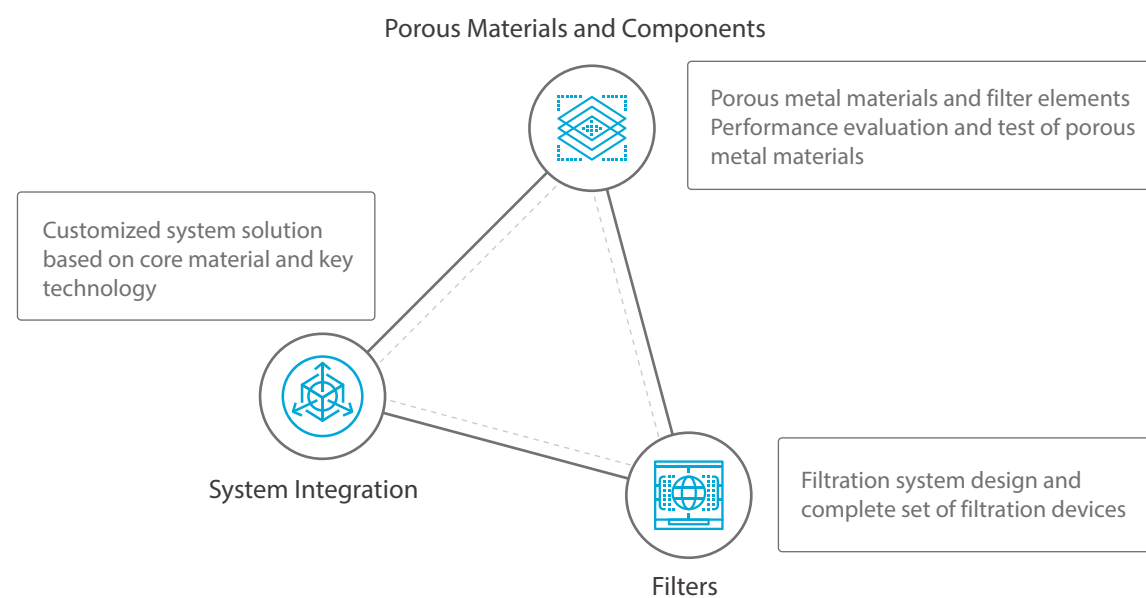 Porous Materials and Components
Porous metal materials and filter elements
Performance evaluation and test of porous
metal materials
Customized system solution
based on core material and key
technology
System Integration
Filtration system design and
complete set of filtration devices
Filters